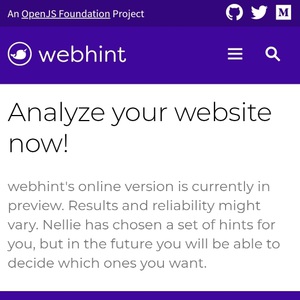 An OpenJS Foundation Project
webhint
Analyze your website
now!
webhint's online version is currently in
preview. Results and reliability might
vary. Nellie has chosen a set of hints for
you, but in the future you will be able to
decide which ones you want.